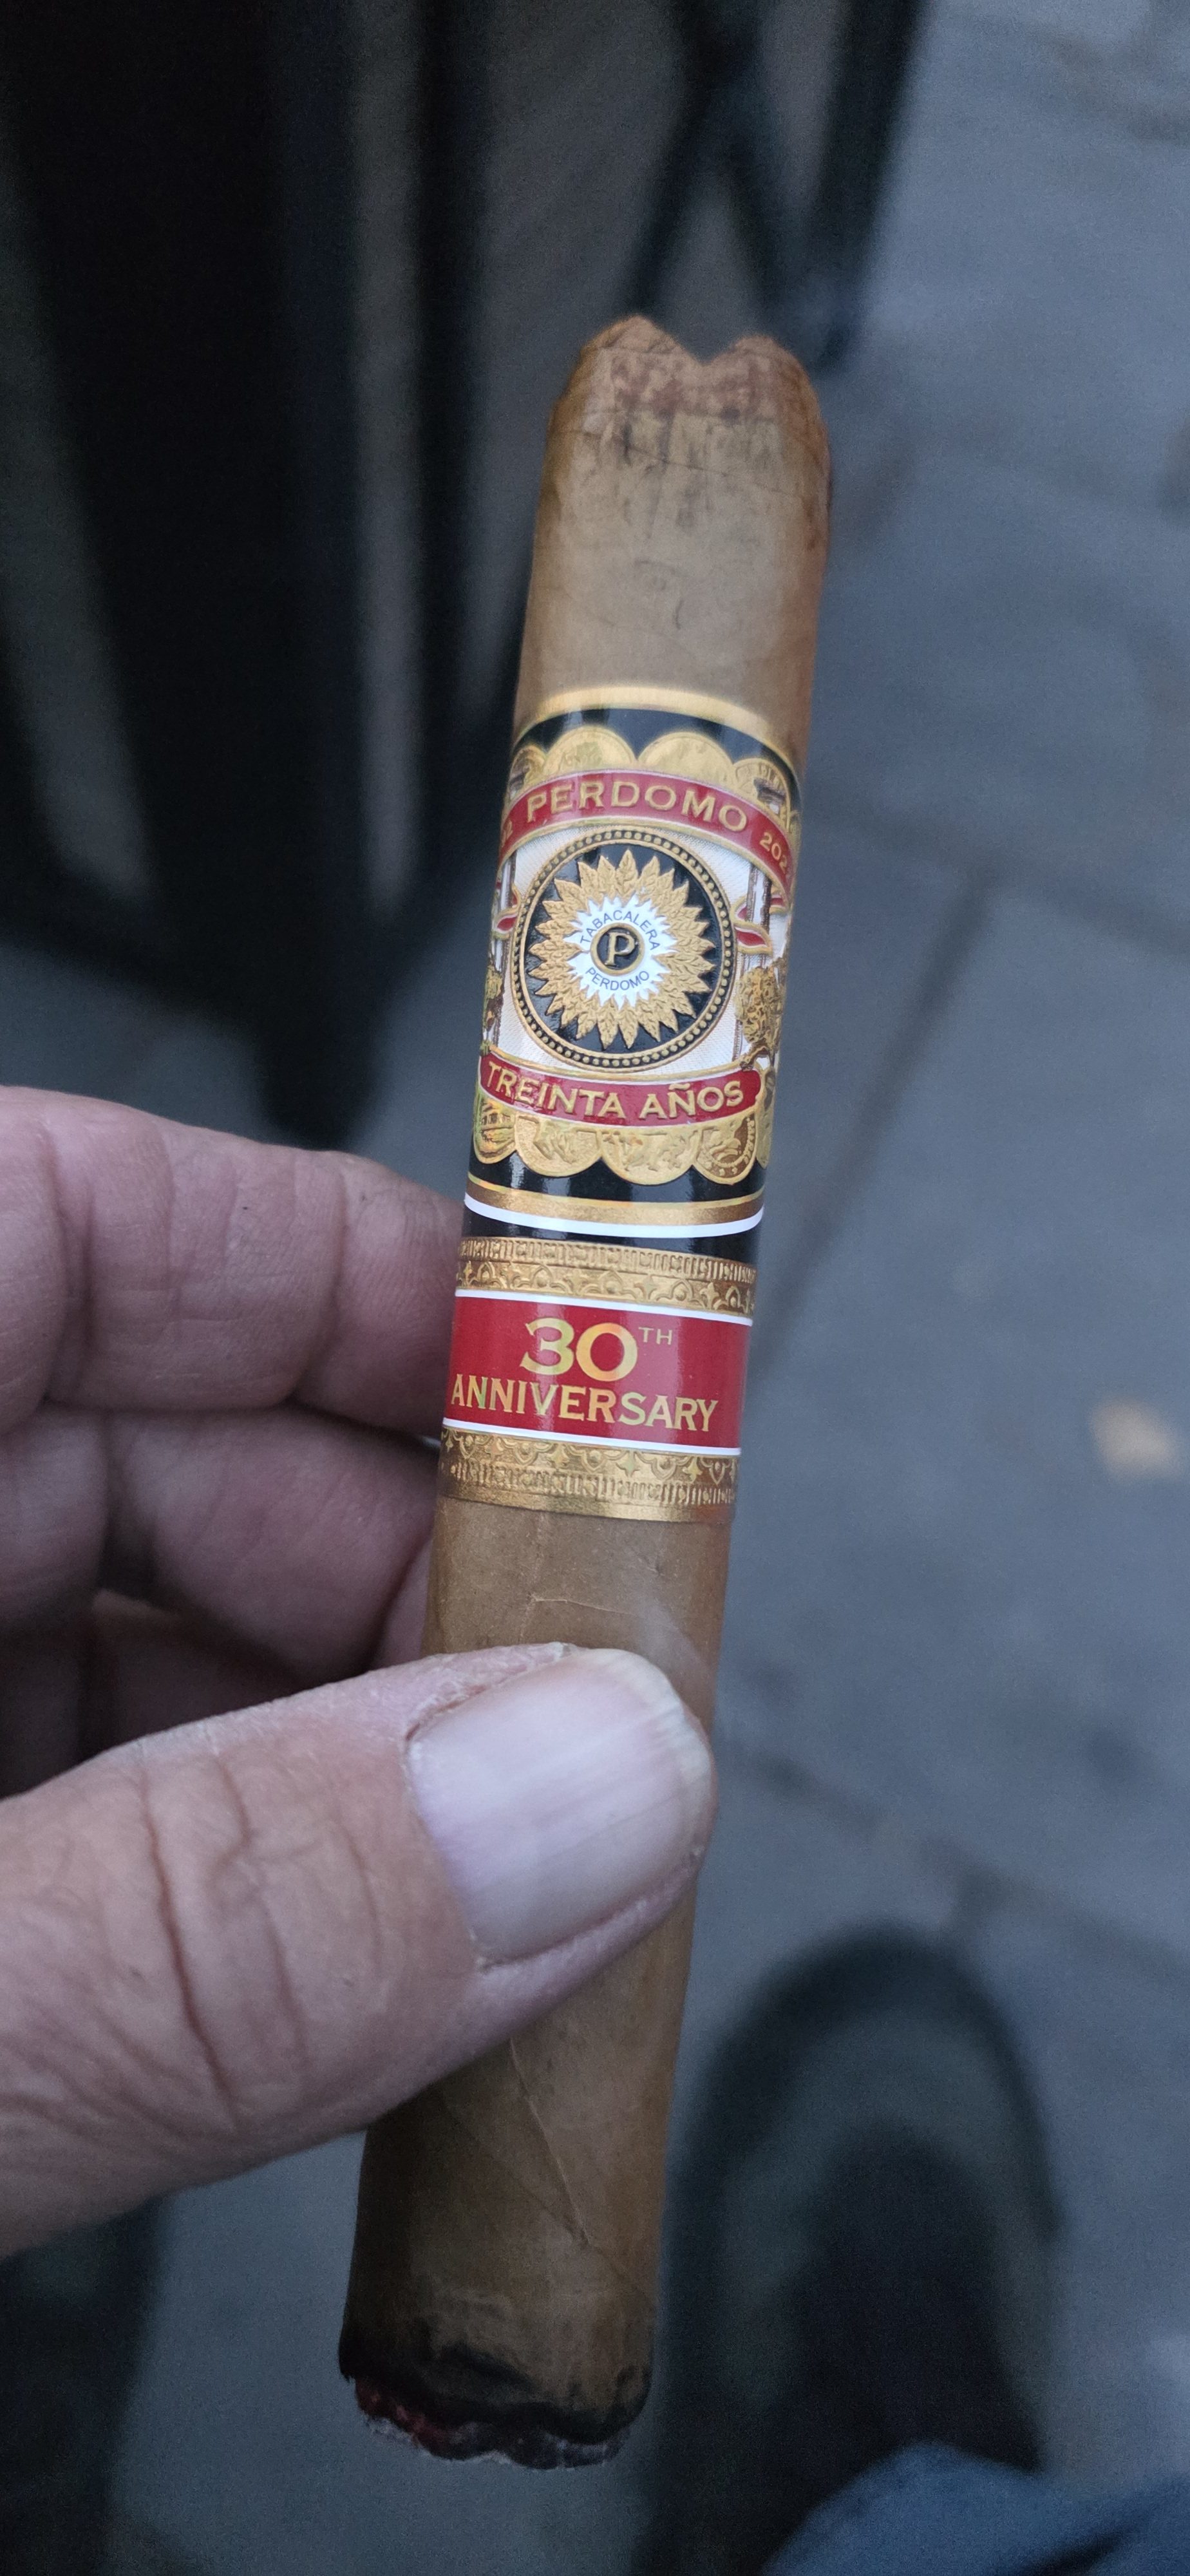 PERDOMO
TABACALERA
P
PERDOMO
TREINTA AÑOS
30TH
ANNIVERSARY